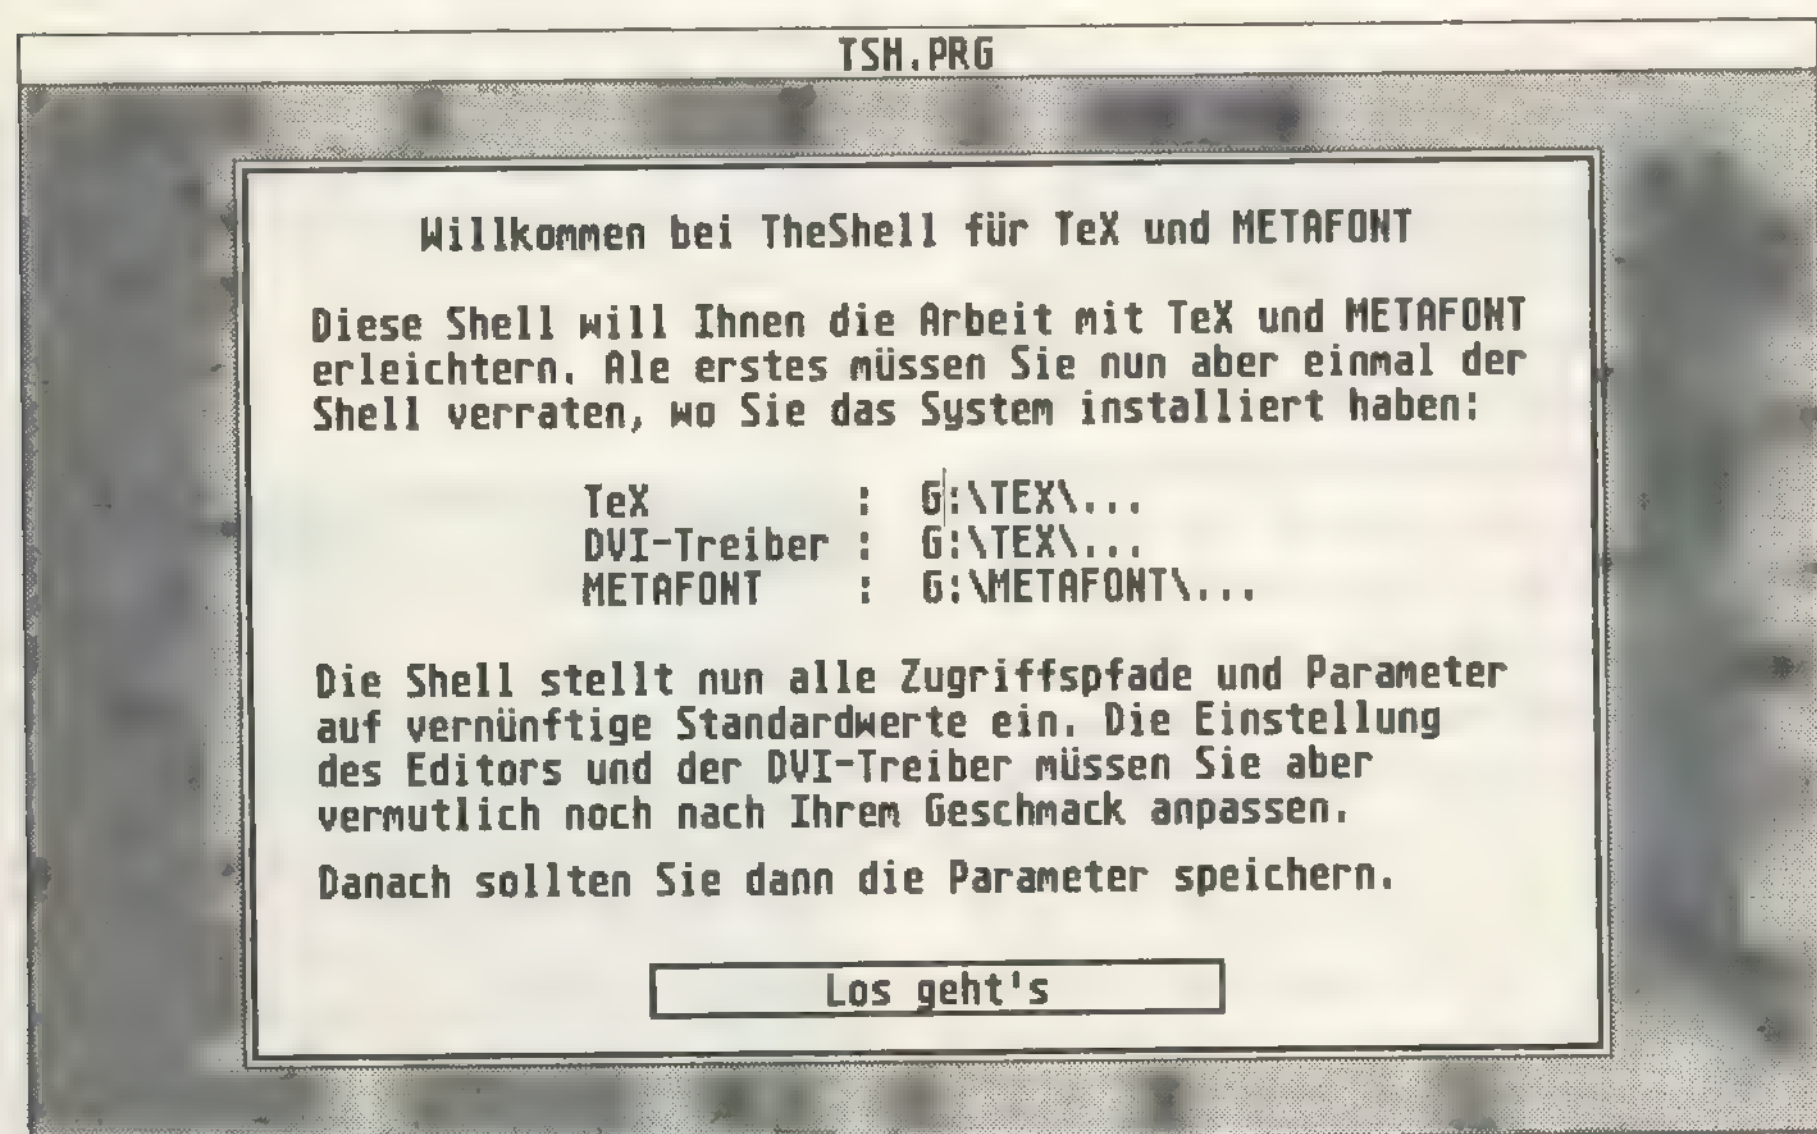 TSH.PRG
Willkommen bei TheShell für TeX und METAFONT
Diese Shell will Ihnen die Arbeit mit TeX und METAFONT
erleichtern. Ale erstes müssen Sie nun aber einmal der
Shell verraten, wo Sie das System installiert haben:
TeX : G:\TEX\...
DVI-Treiber : G:\TEX\...
METAFONT : G:\METAFONT\...
Die Shell stellt nun alle Zugriffspfade und Parameter
auf vernünftige Standardwerte ein. Die Einstellung
des Editors und der DVI-Treiber müssen Sie aber
vermutlich noch nach Ihrem Geschmack anpassen.
Danach sollten Sie dann die Parameter speichern.
Los geht's